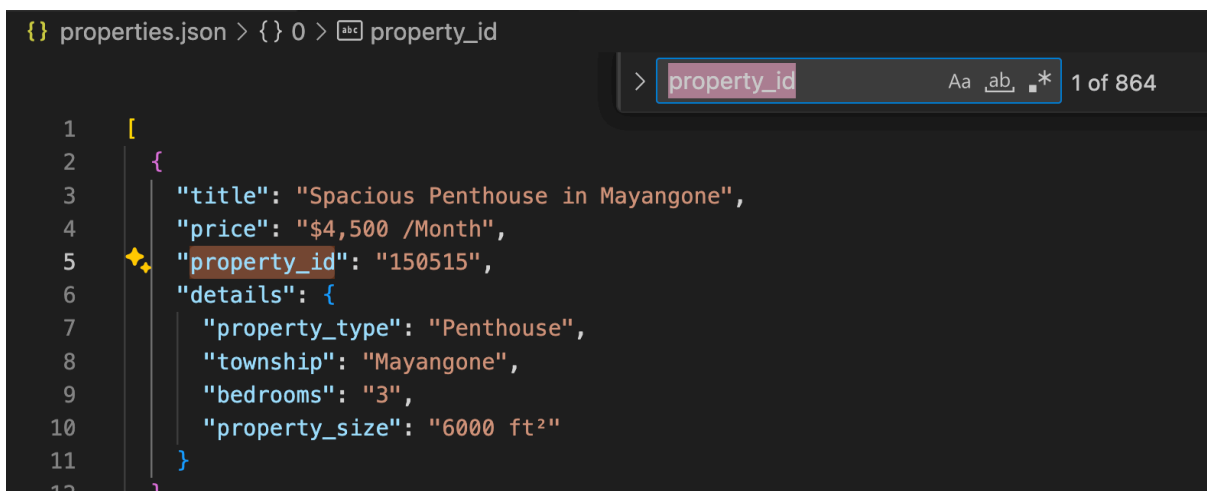 {} properties.json > {} 0 > abc property_id
> property_id Aa ab .* 1 of 864
1 [
2 {
3 "title": "Spacious Penthouse in Mayangone",
4 "price": "$4,500 /Month",
5 "property_id": "150515",
6 "details": {
7 "property_type": "Penthouse",
8 "township": "Mayangone",
9 "bedrooms": "3",
10 "property_size": "6000 ft²"
11 }
12 }